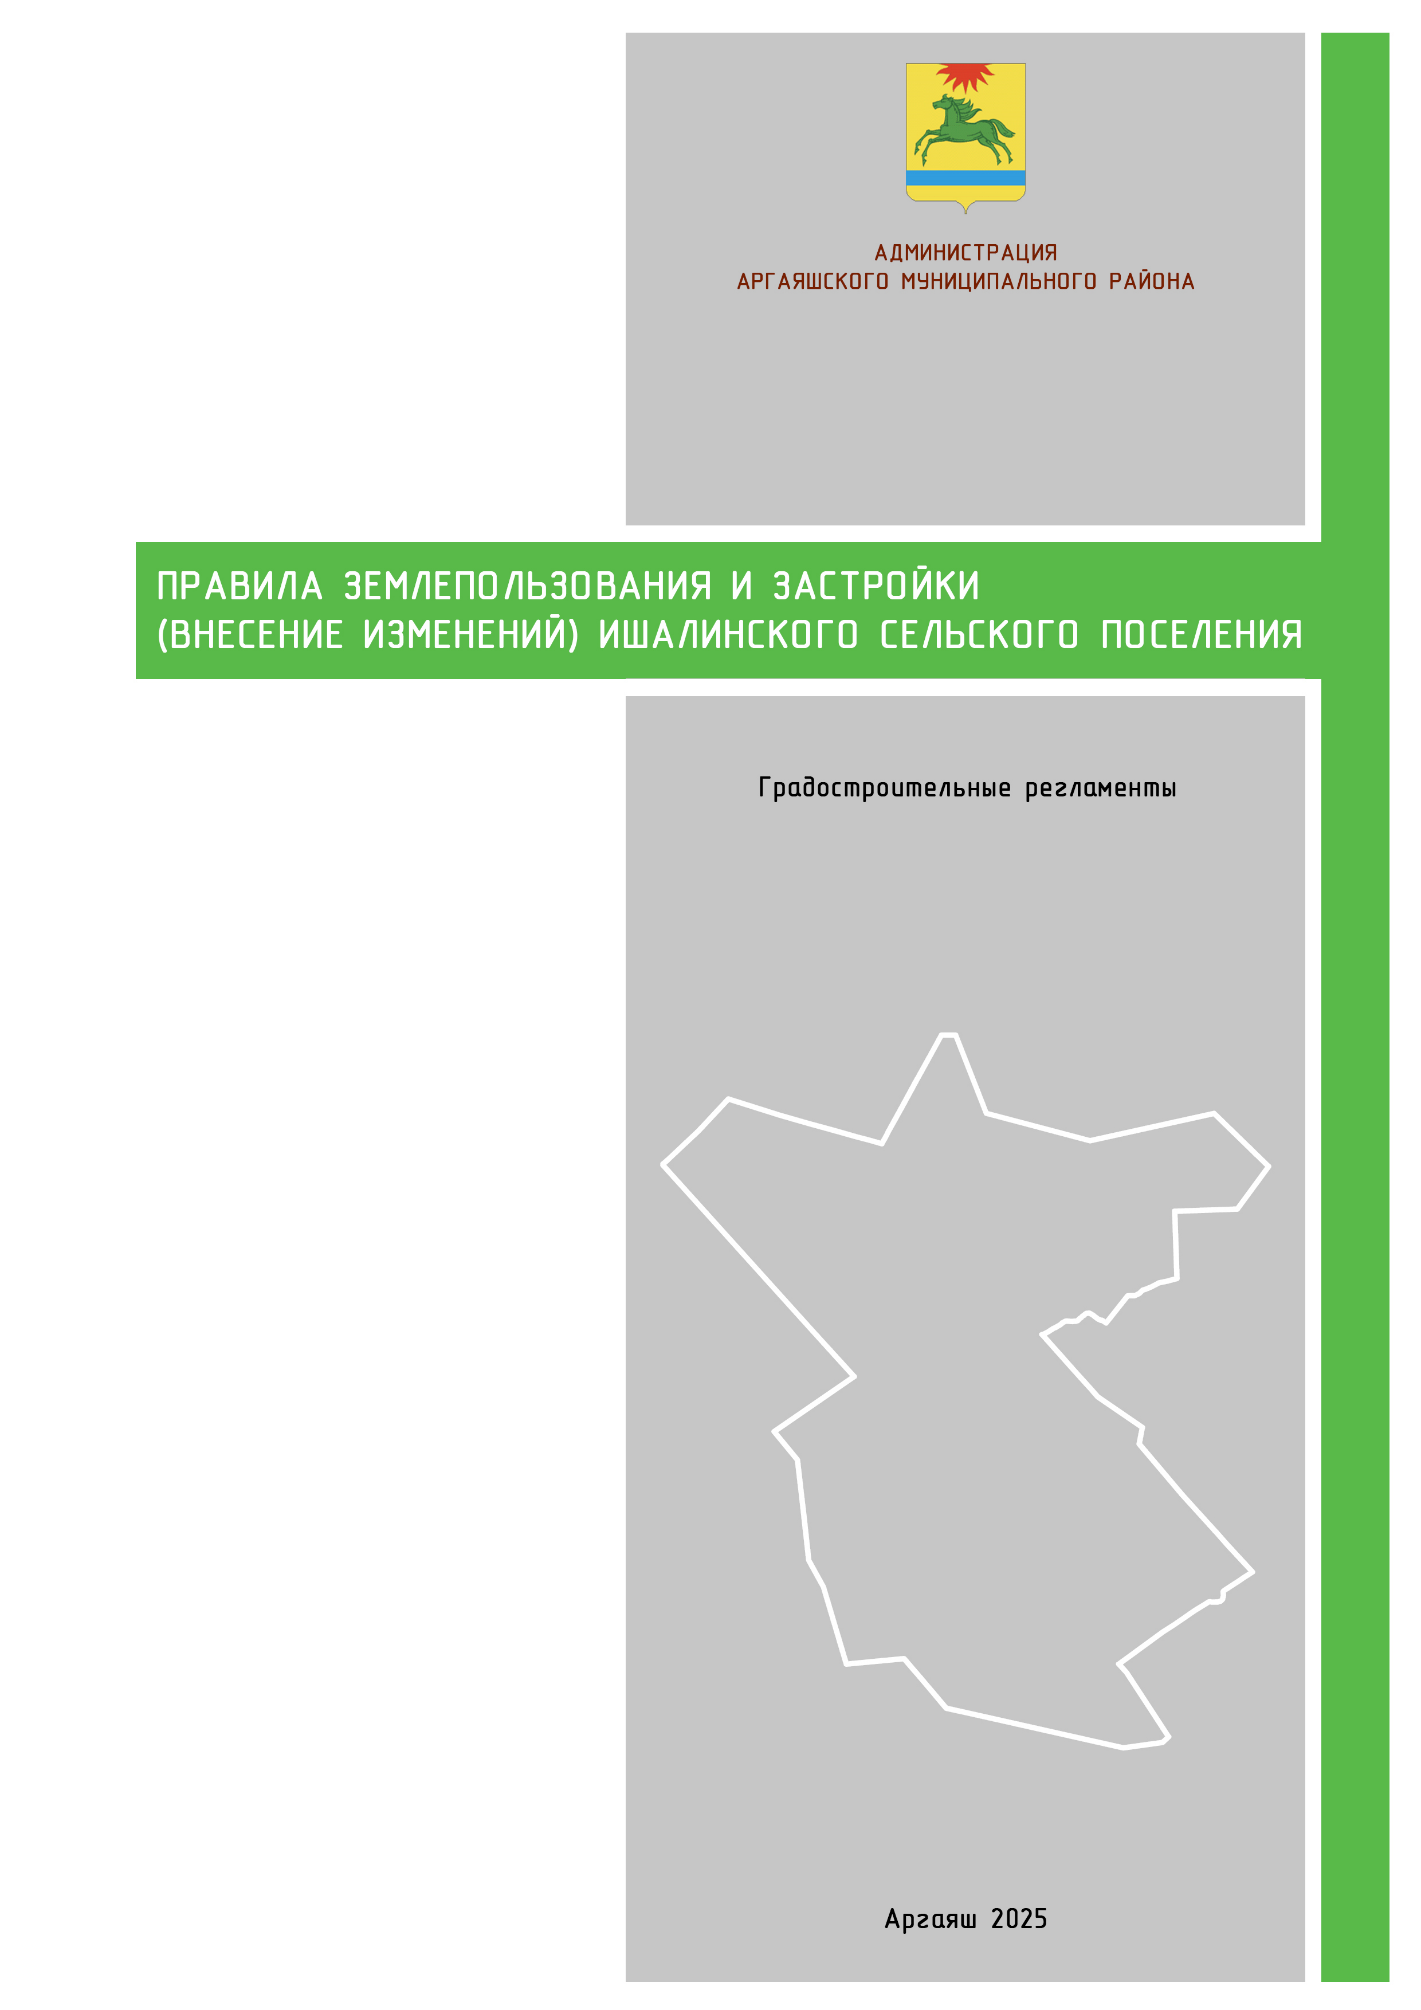 АДМИНИСТРАЦИЯ
АРГАЯШСКОГО МУНИЦИПАЛЬНОГО РАЙОНА
ПРАВИЛА ЗЕМЛЕПОЛЬЗОВАНИЯ И ЗАСТРОЙКИ
(ВНЕСЕНИЕ ИЗМЕНЕНИЙ) ИШАЛИНСКОГО СЕЛЬСКОГО ПОСЕЛЕНИЯ
Градостроительные регламенты
Аргаяш 2025